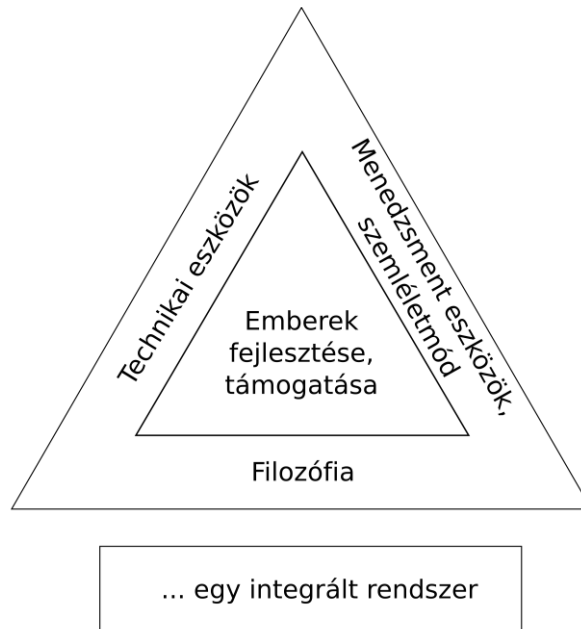 Technikai eszközök
Menedzsment eszközök,
szemléletmód
Emberek
fejlesztése,
támogatása
Filozófia
... egy integrált rendszer